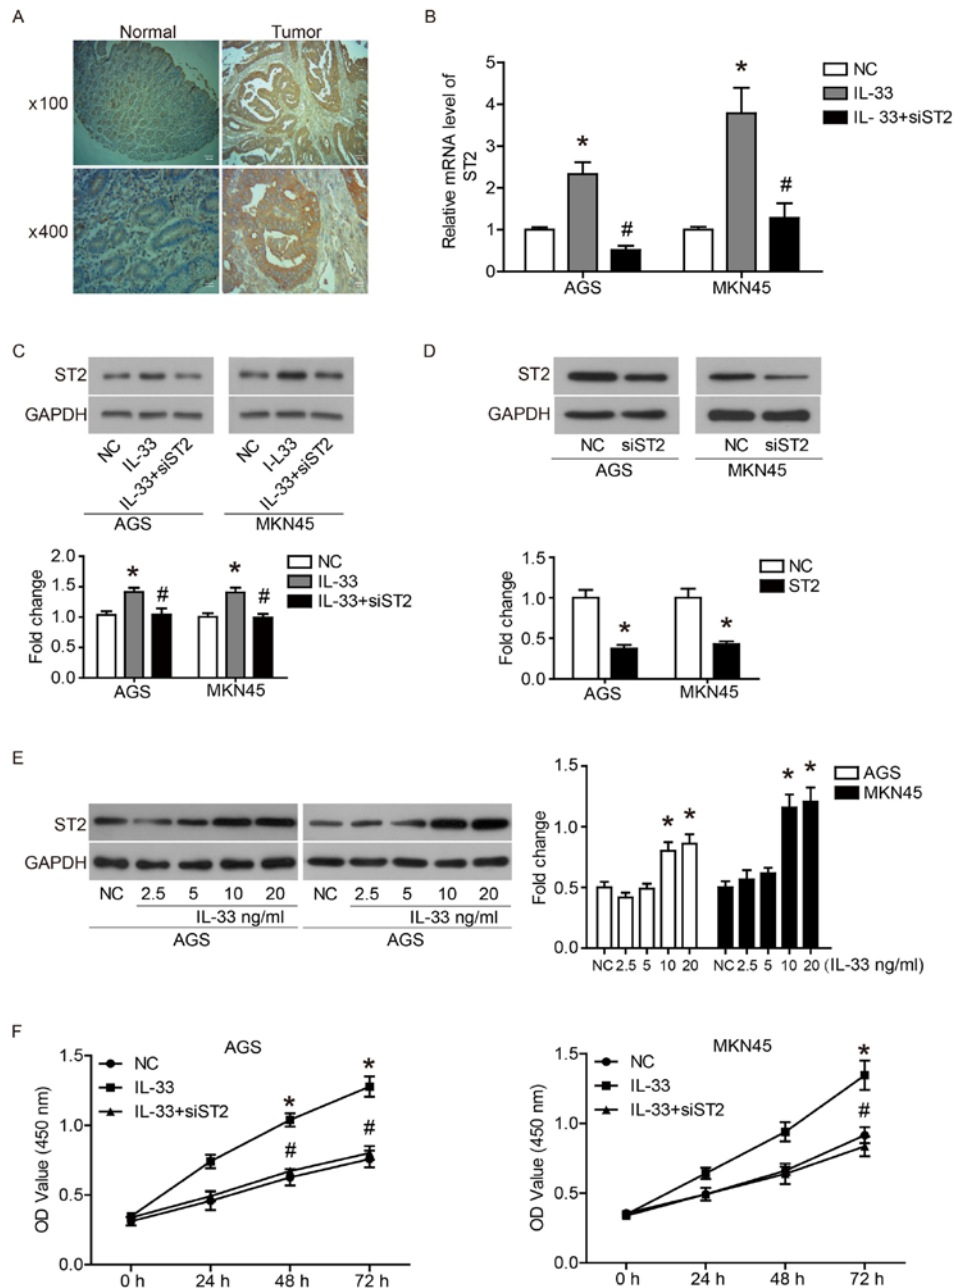 A
Normal
Tumor
x100
x400
B
Relative mRNA level of
ST2
5
4
3
2
1
0
*
#
*
#
AGS
MKN45
NC
IL-33
IL- 33+siST2
C
ST2
GAPDH
NC
IL-33
IL-33+siST2
NC
I-L33
IL-33+siST2
AGS
MKN45
Fold change
2.0
1.5
1.0
0.5
0.0
*
#
*
#
AGS
MKN45
NC
IL-33
IL-33+siST2
D
ST2
GAPDH
NC siST2
NC siST2
AGS
MKN45
Fold change
1.5
1.0
0.5
0.0
*
*
AGS
MKN45
NC
ST2
E
ST2
GAPDH
NC 2.5 5 10 20
NC 2.5 5 10 20
IL-33 ng/ml
IL-33 ng/ml
AGS
AGS
Fold change
1.5
1.0
0.5
0.0
* *
* *
NC 2.5 5 10 20 NC 2.5 5 10 20 (IL-33 ng/ml)
AGS
MKN45
F
AGS
NC
IL-33
IL-33+siST2
OD Value (450 nm)
1.5
1.0
0.5
0.0
*
*
#
#
0 h 24 h 48 h 72 h
MKN45
NC
IL-33
IL-33+siST2
OD Value (450 nm)
1.5
1.0
0.5
0.0
*
#
0 h 24 h 48 h 72 h